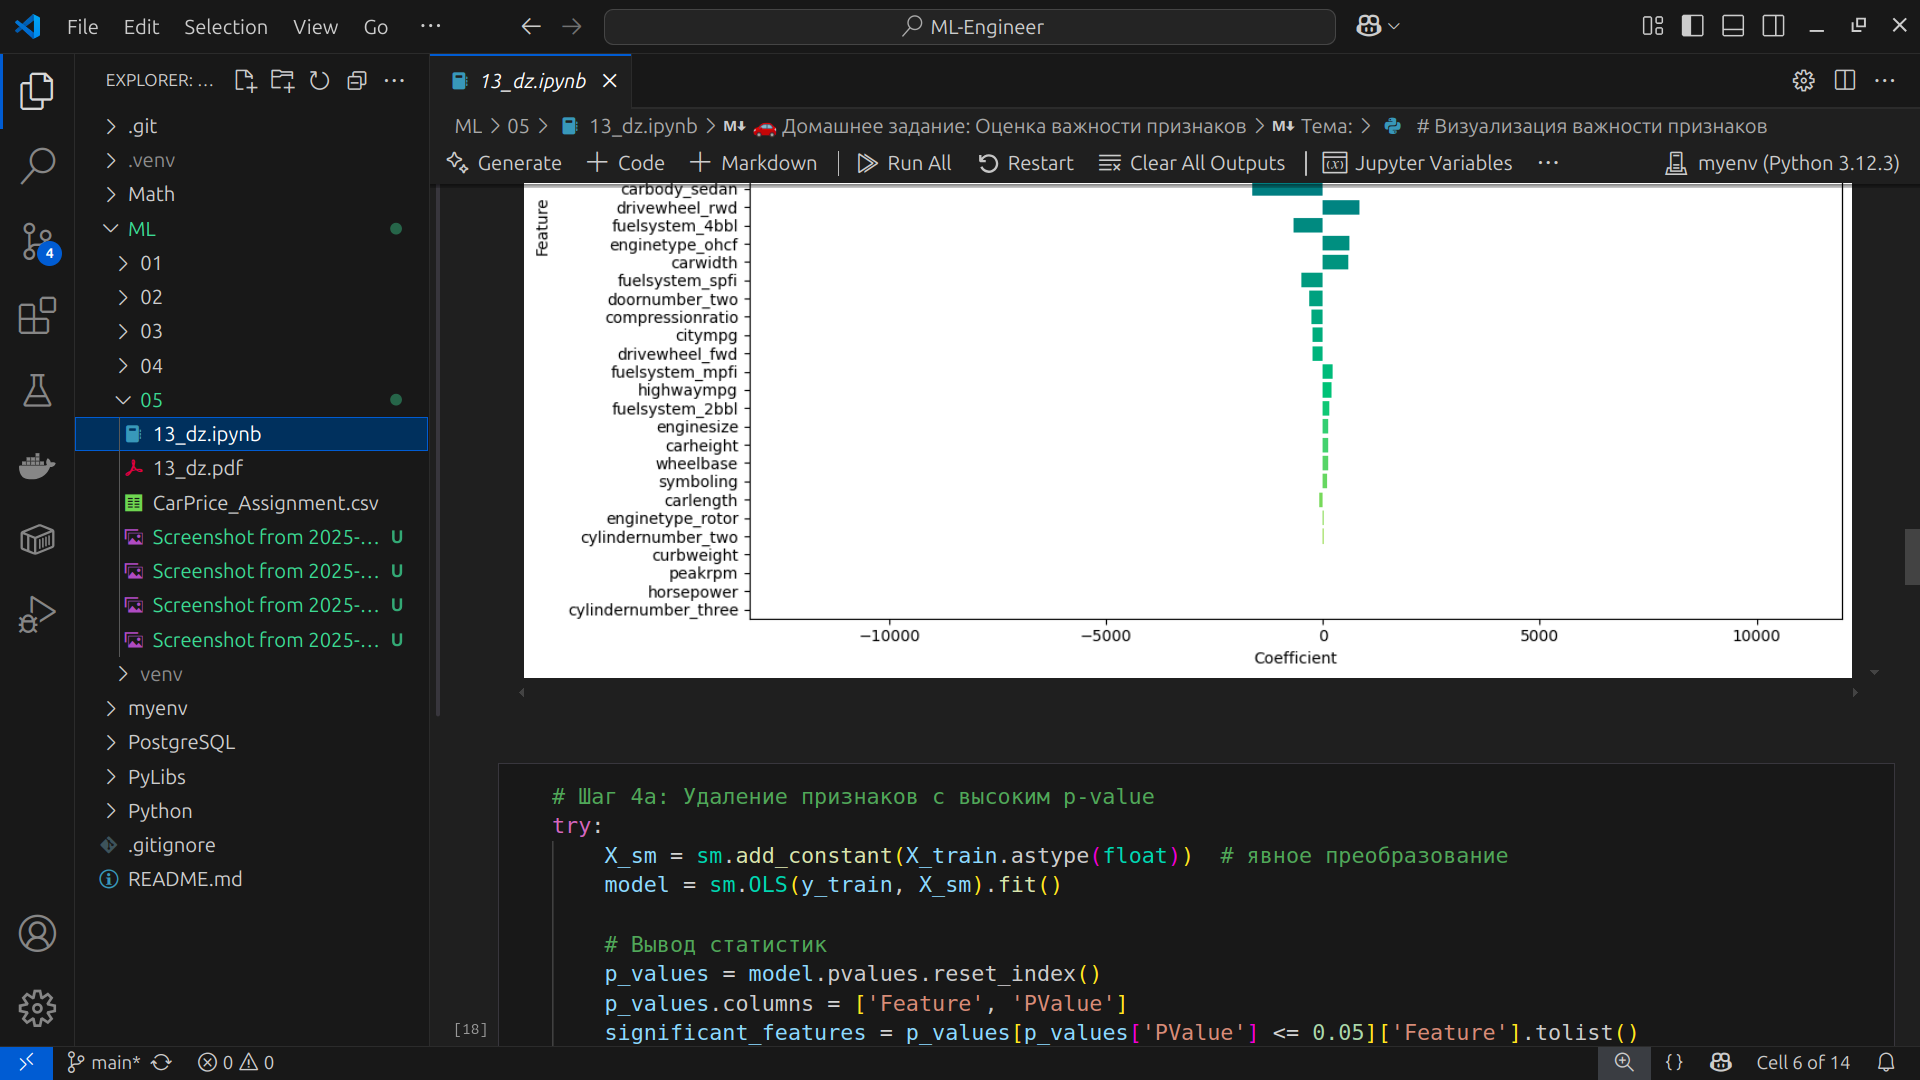 File Edit Selection View Go ··· ML-Engineer
EXPLORER: ...
.git
.venv
Math
ML
01
02
03
04
05
13_dz.ipynb
13_dz.pdf
CarPrice_Assignment.csv
Screenshot from 2025-... U
Screenshot from 2025-... U
Screenshot from 2025-... U
Screenshot from 2025-... U
venv
myenv
PostgreSQL
PyLibs
Python
.gitignore
README.md
4
13_dz.ipynb
ML > 05 > 13_dz.ipynb > M↓ 🚗 Домашнее задание: Оценка важности признаков > M↓ Тема: > # Визуализация важности признаков
Generate + Code + Markdown | Run All Restart Clear All Outputs | Jupyter Variables ··· myenv (Python 3.12.3)
Feature
carbody_sedan
drivewheel_rwd
fuelsystem_4bbl
enginetype_ohcf
carwidth
fuelsystem_spfi
doornumber_two
compressionratio
citympg
drivewheel_fwd
fuelsystem_mpfi
highwaympg
fuelsystem_2bbl
enginesize
carheight
wheelbase
symboling
carlength
enginetype_rotor
cylindernumber_two
curbweight
peakrpm
horsepower
cylindernumber_three
−10000 −5000 0 5000 10000
Coefficient
# Шаг 4a: Удаление признаков с высоким p-value
try:
    X_sm = sm.add_constant(X_train.astype(float))  # явное преобразование
    model = sm.OLS(y_train, X_sm).fit()
    # Вывод статистик
    p_values = model.pvalues.reset_index()
    p_values.columns = ['Feature', 'PValue']
    significant_features = p_values[p_values['PValue'] <= 0.05]['Feature'].tolist()
[18]
main* 0 0 {} Cell 6 of 14